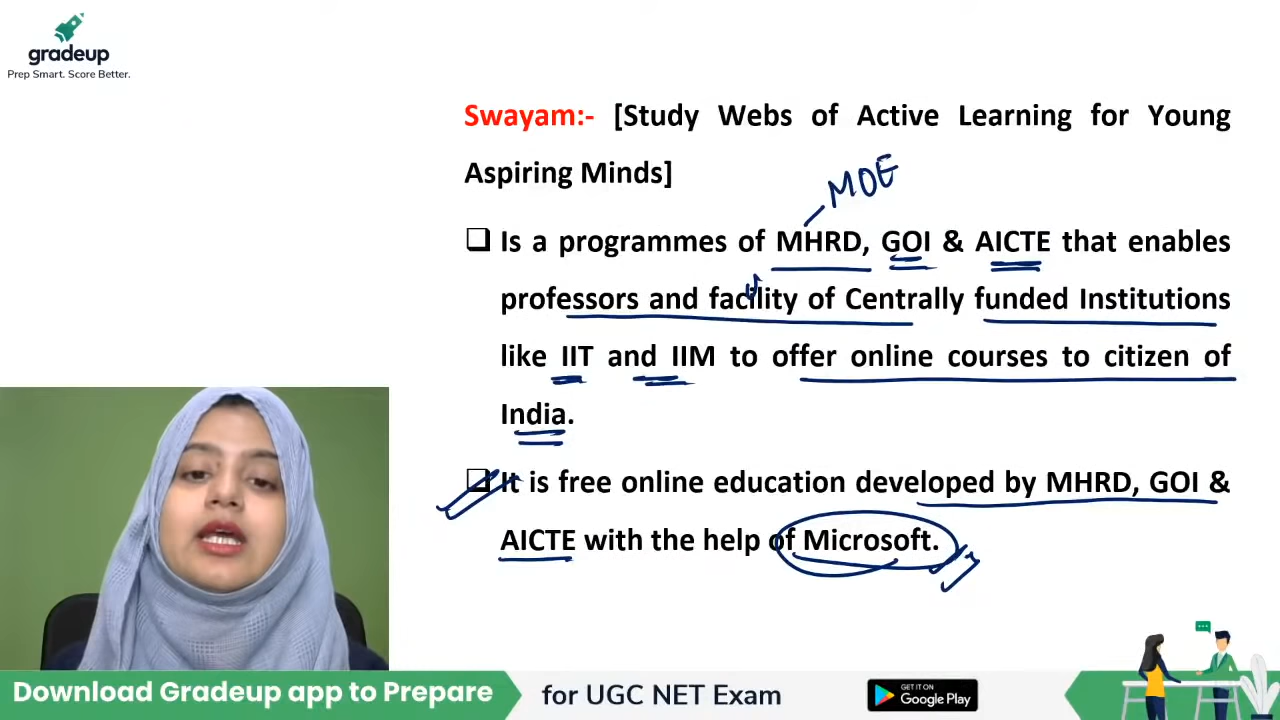 gradeup
Prep Smart. Score Better.
Swayam:- [Study Webs of Active Learning for Young
Aspiring Minds]
MOE
❑ Is a programmes of MHRD, GOI & AICTE that enables
professors and facility of Centrally funded Institutions
like IIT and IIM to offer online courses to citizen of
India.
❑ It is free online education developed by MHRD, GOI &
AICTE with the help of Microsoft.
Download Gradeup app to Prepare
for UGC NET Exam
GET IT ON
Google Play